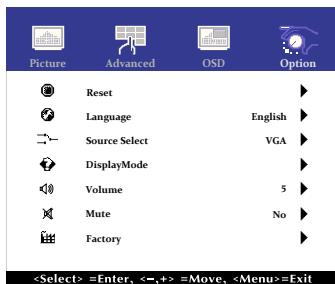 Picture Advanced OSD Option
Reset
Language English
Source Select VGA
DisplayMode
Volume 5
Mute No
Factory
<Select> =Enter, <−,+> =Move, <Menu>=Exit